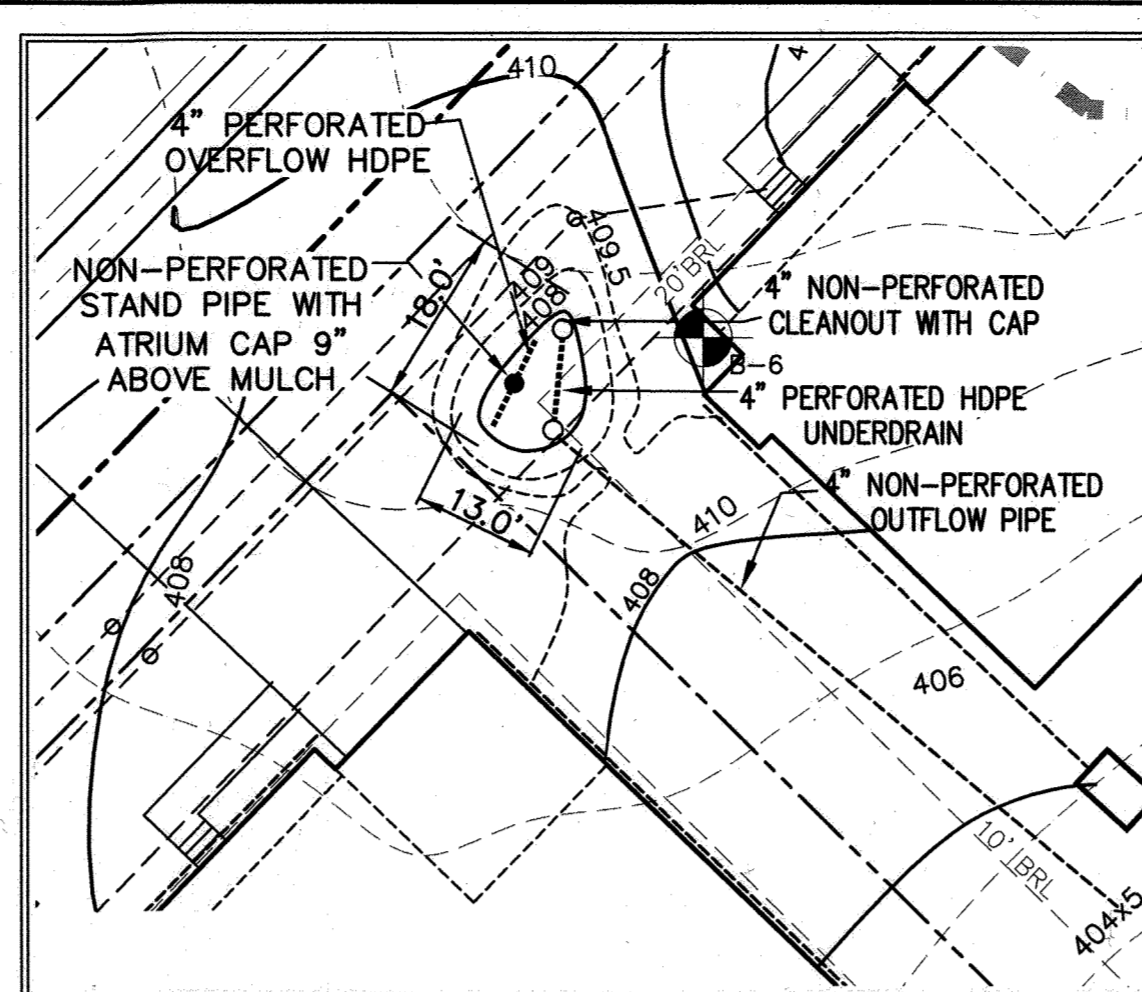 410
4
4" PERFORATED
OVERFLOW HDPE
409.5
NON-PERFORATED
STAND PIPE WITH
ATRIUM CAP 9"
ABOVE MULCH
18.0'
409
408
20' BRL
4" NON-PERFORATED
CLEANOUT WITH CAP
B-6
4" PERFORATED HDPE
UNDERDRAIN
13.0'
4" NON-PERFORATED
OUTFLOW PIPE
410
408
408
406
10' BRL
404x5